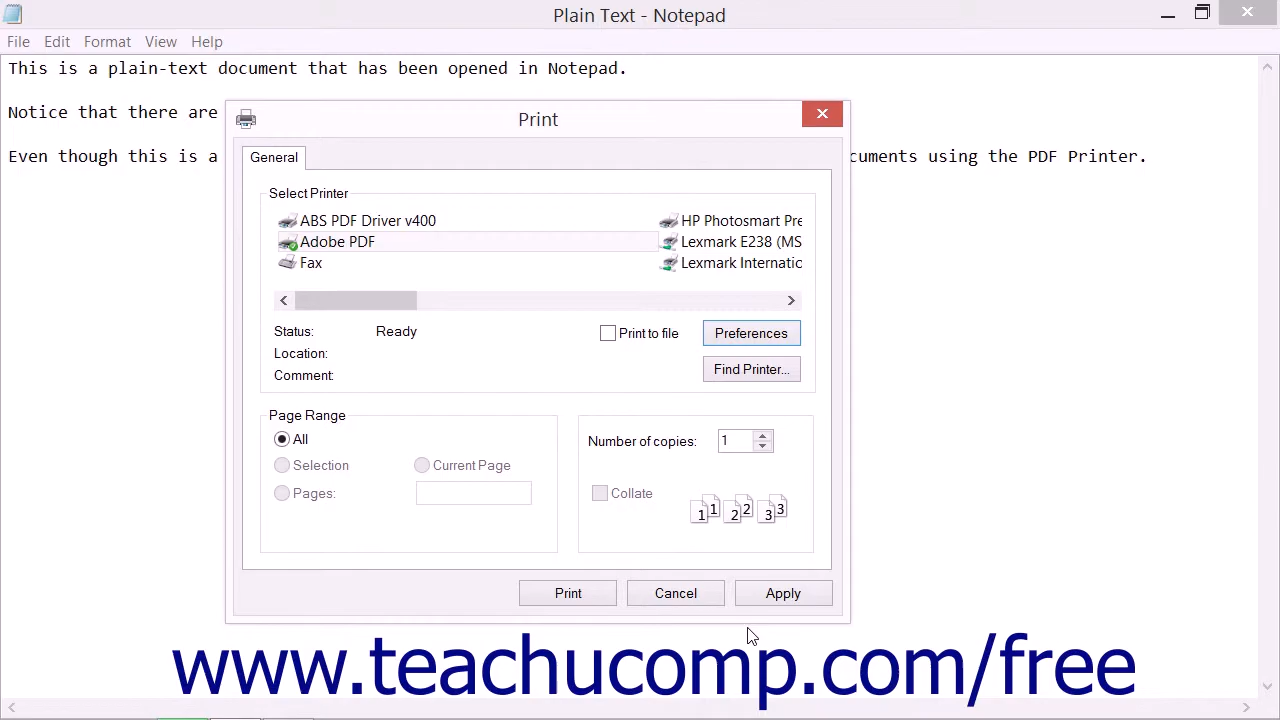 Plain Text - Notepad
File Edit Format View Help
This is a plain-text document that has been opened in Notepad.
Notice that there are
Even though this is a
cuments using the PDF Printer.
Print
General
Select Printer
ABS PDF Driver v400
HP Photosmart Pre
Adobe PDF
Lexmark E238 (MS
Fax
Lexmark Internatio
Status: Ready
Print to file
Preferences
Location:
Find Printer...
Comment:
Page Range
All
Number of copies: 1
Selection
Current Page
Pages:
Collate
1 1 2 2 3 3
Print
Cancel
Apply
www.teachucomp.com/free